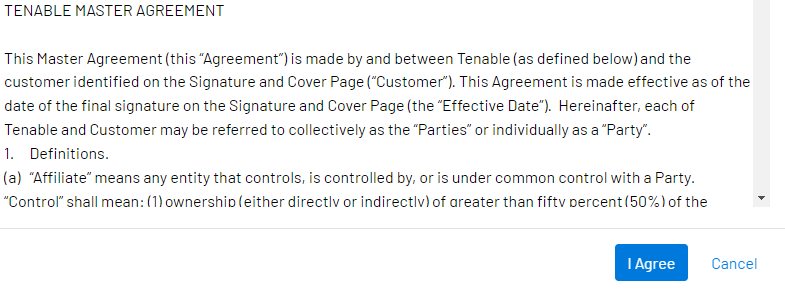 TENABLE MASTER AGREEMENT
This Master Agreement (this “Agreement”) is made by and between Tenable (as defined below) and the
customer identified on the Signature and Cover Page (“Customer”). This Agreement is made effective as of the
date of the final signature on the Signature and Cover Page (the “Effective Date”).  Hereinafter, each of
Tenable and Customer may be referred to collectively as the “Parties” or individually as a “Party”.
1.   Definitions.
(a)  “Affiliate” means any entity that controls, is controlled by, or is under common control with a Party.
“Control” shall mean: (1) ownership (either directly or indirectly) of greater than fifty percent (50%) of the
I Agree Cancel